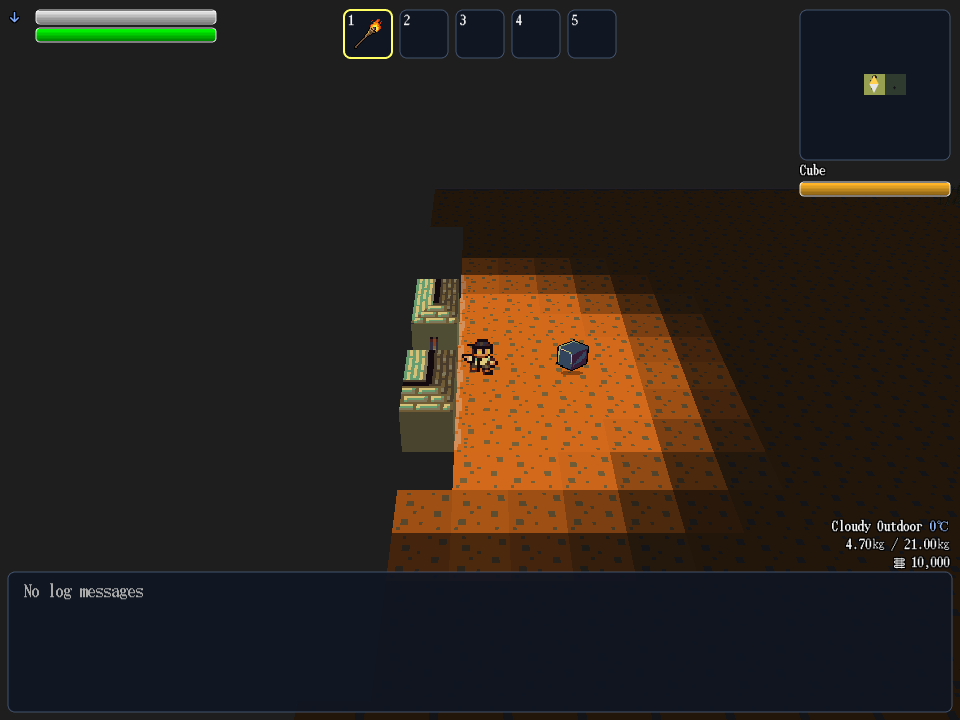 1 2 3 4 5
Cube
Cloudy Outdoor 0℃
4.70kg / 21.00kg
10,000
No log messages